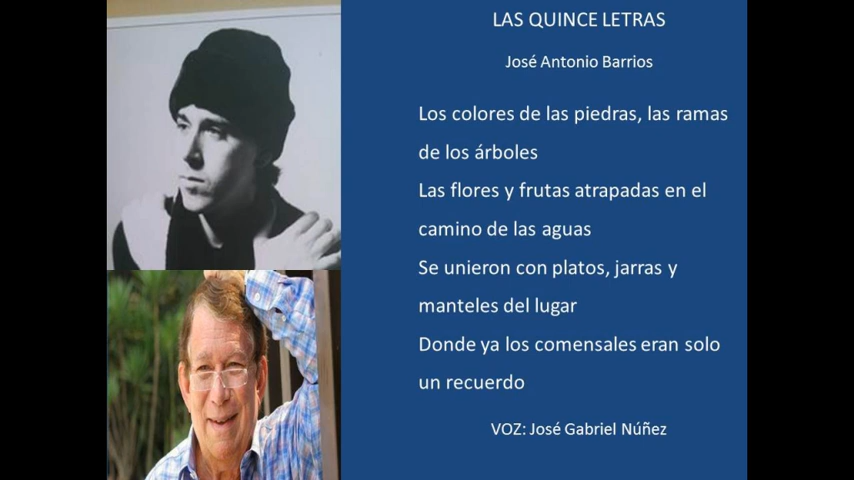 LAS QUINCE LETRAS
José Antonio Barrios
Los colores de las piedras, las ramas
de los árboles
Las flores y frutas atrapadas en el
camino de las aguas
Se unieron con platos, jarras y
manteles del lugar
Donde ya los comensales eran solo
un recuerdo
VOZ: José Gabriel Núñez